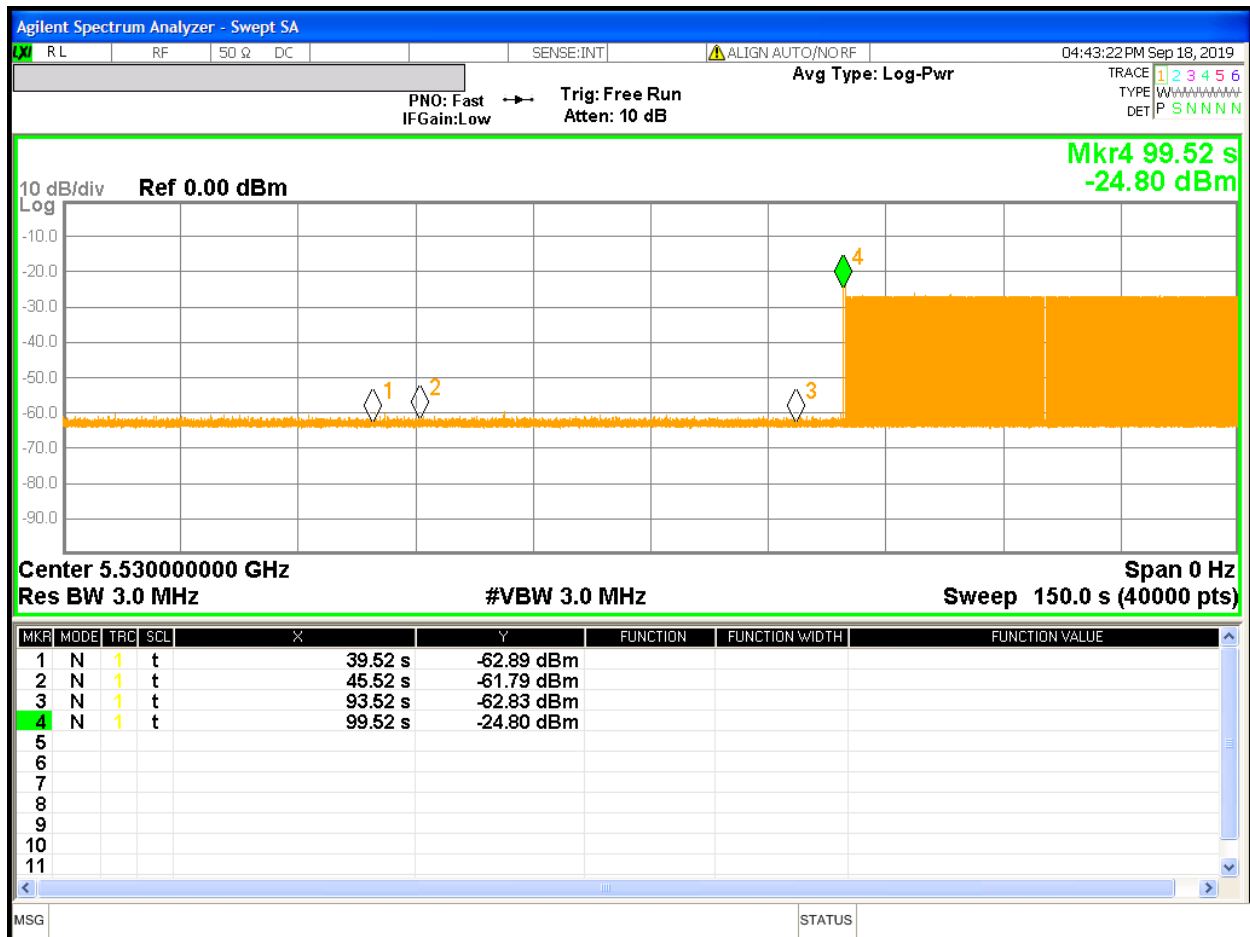 Agilent Spectrum Analyzer - Swept SA
LXI RL RF 50 Ω DC SENSE:INT ALIGN AUTO/NO RF 04:43:22 PM Sep 18, 2019
Avg Type: Log-Pwr
TRACE 1 2 3 4 5 6
PNO: Fast
Trig: Free Run
TYPE W
IFGain:Low
Atten: 10 dB
DET P S N N N N
Mkr4 99.52 s
-24.80 dBm
10 dB/div Ref 0.00 dBm
Log
-10.0
-20.0
-30.0
-40.0
-50.0
-60.0
-70.0
-80.0
-90.0
1
2
3
4
Center 5.530000000 GHz Span 0 Hz
Res BW 3.0 MHz #VBW 3.0 MHz Sweep 150.0 s (40000 pts)
MKR MODE TRC SCL X Y FUNCTION FUNCTION WIDTH FUNCTION VALUE
1 N 1 t 39.52 s -62.89 dBm
2 N 1 t 45.52 s -61.79 dBm
3 N 1 t 93.52 s -62.83 dBm
4 N 1 t 99.52 s -24.80 dBm
5
6
7
8
9
10
11
MSG STATUS